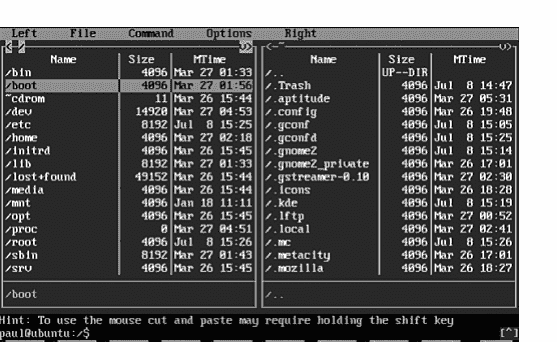 Left File Command Options Right
<-/ >> <-~ v>
Name Size MTime Name Size MTime
/bin 4096 Mar 27 01:33 /.. UP--DIR
/boot 4096 Mar 27 01:56 /.Trash 4096 Jul 8 14:47
~cdrom 11 Mar 26 15:44 /.aptitude 4096 Mar 27 05:31
/dev 14920 Mar 27 04:53 /.config 4096 Mar 26 19:48
/etc 8192 Jul 8 15:25 /.gconf 4096 Jul 8 15:05
/home 4096 Mar 27 02:18 /.gconfd 4096 Jul 8 15:25
/initrd 4096 Mar 26 15:45 /.gnome2 4096 Jul 8 15:14
/lib 8192 Mar 27 01:33 /.gnome2_private 4096 Mar 26 17:01
/lost+found 49152 Mar 26 15:44 /.gstreamer-0.10 4096 Mar 27 02:30
/media 4096 Mar 26 15:44 /.icons 4096 Mar 26 18:28
/mnt 4096 Jan 18 11:11 /.kde 4096 Jul 8 15:19
/opt 4096 Mar 26 15:45 /.lftp 4096 Mar 27 00:52
/proc 0 Mar 27 04:51 /.local 4096 Mar 27 02:41
/root 4096 Jul 8 15:26 /.mc 4096 Jul 8 15:26
/sbin 8192 Mar 27 01:43 /.metacity 4096 Mar 26 17:01
/srv 4096 Mar 26 15:45 /.mozilla 4096 Mar 26 18:27
/boot /..
Hint: To use the mouse cut and paste may require holding the shift key
paul@ubuntu:/$ [^]